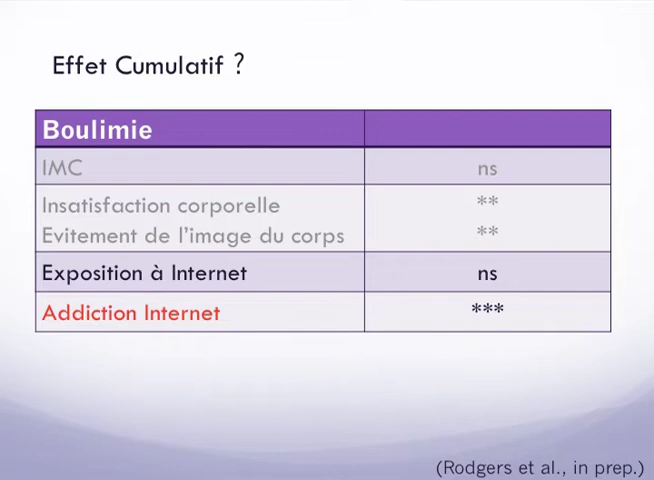 Effet Cumulatif ?
Boulimie
IMC ns
Insatisfaction corporelle **
Evitement de l'image du corps **
Exposition à Internet ns
Addiction Internet ***
(Rodgers et al., in prep.)